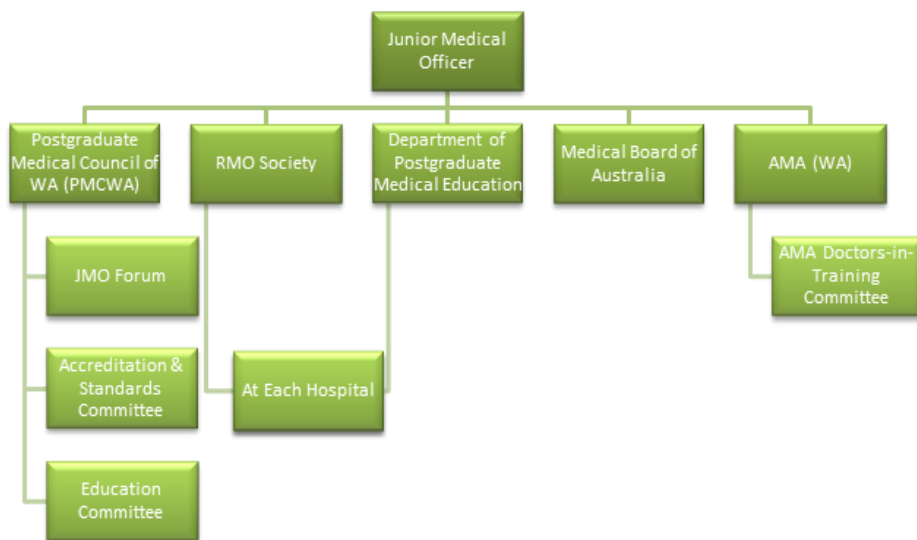 Junior Medical
Officer
Postgraduate
Medical Council of
WA (PMCWA)
RMO Society
Department of
Postgraduate
Medical Education
Medical Board of
Australia
AMA (WA)
JMO Forum
AMA Doctors-in-
Training
Committee
Accreditation &
Standards
Committee
At Each Hospital
Education
Committee